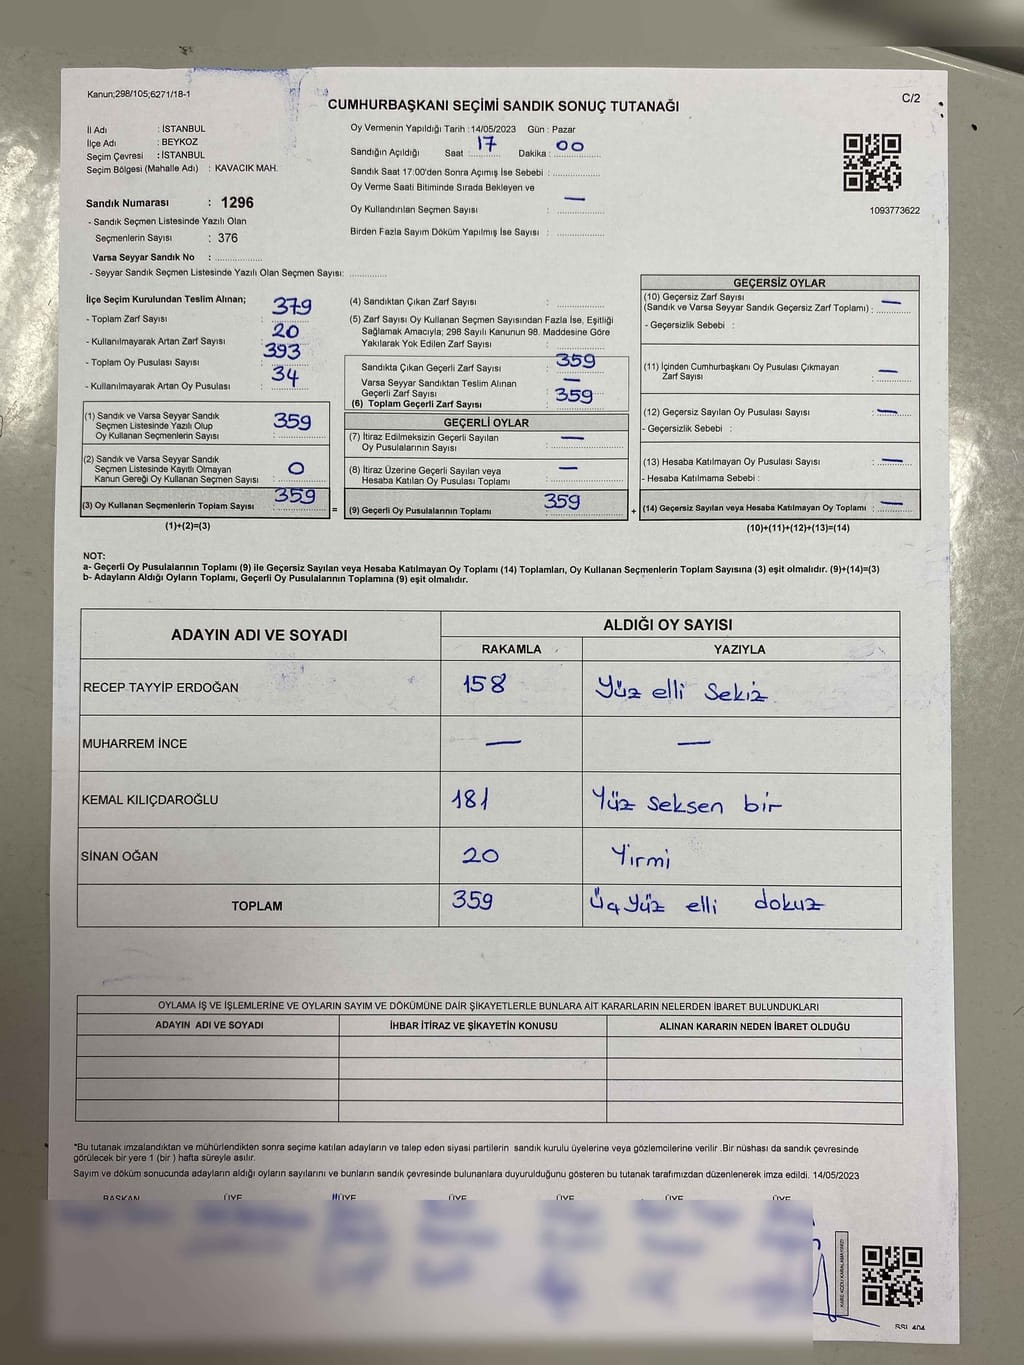 Kanun;298/105,6271/18-1
CUMHURBAŞKANI SEÇİMİ SANDIK SONUÇ TUTANAĞI
C/2
İl Adı : İSTANBUL
İlçe Adı : BEYKOZ
Seçim Çevresi : İSTANBUL
Seçim Bölgesi (Mahalle Adı) : KAVACIK MAH.
Oy Vermenin Yapıldığı Tarih : 14/05/2023 Gün : Pazar
Sandığın Açıldığı Saat 17 Dakika : 00
Sandık Saat 17:00'den Sonra Açımış İse Sebebi :
Oy Verme Saati Bitiminde Sırada Bekleyen ve
Oy Kullandırılan Seçmen Sayısı : —
Birden Fazla Sayım Döküm Yapılmış İse Sayısı :
1093773622
Sandık Numarası : 1296
- Sandık Seçmen Listesinde Yazılı Olan
Seçmenlerin Sayısı : 376
Varsa Seyyar Sandık No :
- Seyyar Sandık Seçmen Listesinde Yazılı Olan Seçmen Sayısı:
İlçe Seçim Kurulundan Teslim Alınan;
- Toplam Zarf Sayısı : 379
- Kullanılmayarak Artan Zarf Sayısı : 20
- Toplam Oy Pusulası Sayısı : 393
- Kullanılmayarak Artan Oy Pusulası : 34
(1) Sandık ve Varsa Seyyar Sandık
Seçmen Listesinde Yazılı Olup
Oy Kullanan Seçmenlerin Sayısı : 359
(2) Sandık ve Varsa Seyyar Sandık
Seçmen Listesinde Kayıtlı Olmayan
Kanun Gereği Oy Kullanan Seçmen Sayısı : 0
(3) Oy Kullanan Seçmenlerin Toplam Sayısı : 359
(1)+(2)=(3)
(4) Sandıktan Çıkan Zarf Sayısı :
(5) Zarf Sayısı Oy Kullanan Seçmen Sayısından Fazla İse, Eşitliği
Sağlamak Amacıyla; 298 Sayılı Kanunun 98. Maddesine Göre
Yakılarak Yok Edilen Zarf Sayısı :
Sandıkta Çıkan Geçerli Zarf Sayısı : 359
Varsa Seyyar Sandıktan Teslim Alınan
Geçerli Zarf Sayısı : —
(6) Toplam Geçerli Zarf Sayısı : 359
GEÇERLİ OYLAR
(7) İtiraz Edilmeksizin Geçerli Sayılan
Oy Pusulalarının Sayısı : —
(8) İtiraz Üzerine Geçerli Sayılan veya
Hesaba Katılan Oy Pusulası Toplamı : —
= (9) Geçerli Oy Pusulalarının Toplamı : 359
GEÇERSİZ OYLAR
(10) Geçersiz Zarf Sayısı
(Sandık ve Varsa Seyyar Sandık Geçersiz Zarf Toplamı) : —
- Geçersizlik Sebebi :
(11) İçinden Cumhurbaşkanı Oy Pusulası Çıkmayan
Zarf Sayısı : —
(12) Geçersiz Sayılan Oy Pusulası Sayısı : —
- Geçersizlik Sebebi :
(13) Hesaba Katılmayan Oy Pusulası Sayısı : —
- Hesaba Katılmama Sebebi :
+ (14) Geçersiz Sayılan veya Hesaba Katılmayan Oy Toplamı : —
(10)+(11)+(12)+(13)=(14)
NOT:
a- Geçerli Oy Pusulalarının Toplamı (9) ile Geçersiz Sayılan veya Hesaba Katılmayan Oy Toplamı (14) Toplamları, Oy Kullanan Seçmenlerin Toplam Sayısına (3) eşit olmalıdır. (9)+(14)=(3)
b- Adayların Aldığı Oyların Toplamı, Geçerli Oy Pusulalarının Toplamına (9) eşit olmalıdır.
ADAYIN ADI VE SOYADI
ALDIĞI OY SAYISI
RAKAMLA YAZIYLA
RECEP TAYYİP ERDOĞAN 158 Yüz elli Sekiz
MUHARREM İNCE — —
KEMAL KILIÇDAROĞLU 181 Yüz seksen bir
SİNAN OĞAN 20 Yirmi
TOPLAM 359 Üçyüz elli dokuz
OYLAMA İŞ VE İŞLEMLERİNE VE OYLARIN SAYIM VE DÖKÜMÜNE DAİR ŞİKAYETLERLE BUNLARA AİT KARARLARIN NELERDEN İBARET BULUNDUKLARI
ADAYIN ADI VE SOYADI İHBAR İTİRAZ VE ŞİKAYETİN KONUSU ALINAN KARARIN NEDEN İBARET OLDUĞU
*Bu tutanak imzalandıktan ve mühürlendikten sonra seçime katılan adayların ve talep eden siyasi partilerin sandık kurulu üyelerine veya gözlemcilerine verilir .Bir nüshası da sandık çevresinde
görülecek bir yere 1 (bir ) hafta süreyle asılır.
Sayım ve döküm sonucunda adayların aldığı oyların sayılarını ve bunların sandık çevresinde bulunanlara duyurulduğunu gösteren bu tutanak tarafımızdan düzenlenerek imza edildi. 14/05/2023
BAŞKAN ÜYE ÜYE ÜYE ÜYE ÜYE ÜYE